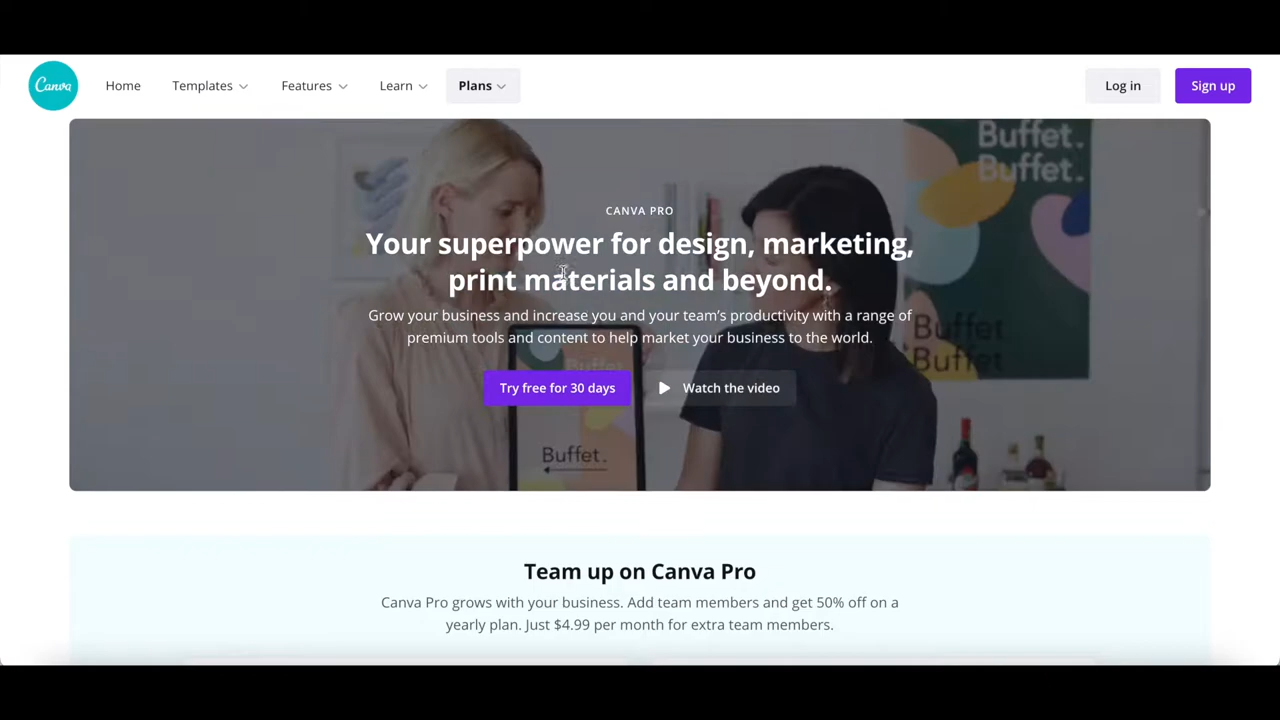 Canva
Home
Templates
Features
Learn
Plans
Log in
Sign up
Buffet.
Buffet.
CANVA PRO
Your superpower for design, marketing,
print materials and beyond.
Grow your business and increase you and your team’s productivity with a range of
premium tools and content to help market your business to the world.
Buffet
Buffet
Buffet.
Try free for 30 days
Watch the video
Buffet.
Team up on Canva Pro
Canva Pro grows with your business. Add team members and get 50% off on a
yearly plan. Just $4.99 per month for extra team members.